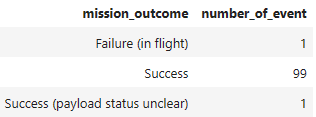 mission_outcome number_of_event
Failure (in flight) 1
Success 99
Success (payload status unclear) 1